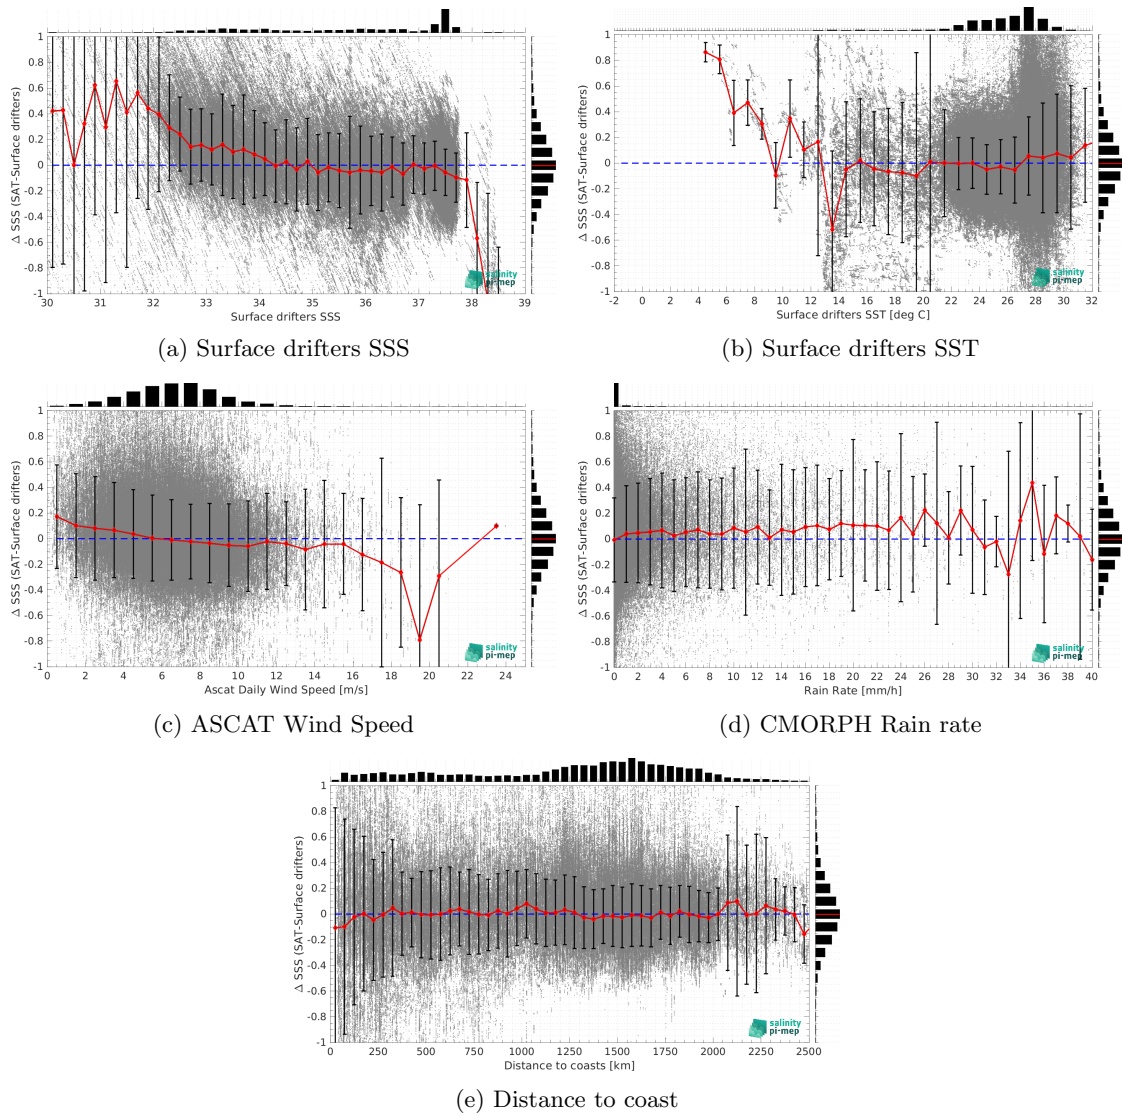 1
0.8
0.6
0.4
0.2
0
-0.2
-0.4
-0.6
-0.8
-1
Δ SSS (SAT-Surface drifters)
30 31 32 33 34 35 36 37 38 39
Surface drifters SSS
salinity
pi-mep
(a) Surface drifters SSS
1
0.8
0.6
0.4
0.2
0
-0.2
-0.4
-0.6
-0.8
-1
Δ SSS (SAT-Surface drifters)
-2 0 2 4 6 8 10 12 14 16 18 20 22 24 26 28 30 32
Surface drifters SST [deg C]
salinity
pi-mep
(b) Surface drifters SST
1
0.8
0.6
0.4
0.2
0
-0.2
-0.4
-0.6
-0.8
-1
Δ SSS (SAT-Surface drifters)
0 2 4 6 8 10 12 14 16 18 20 22 24
Ascat Daily Wind Speed [m/s]
salinity
pi-mep
(c) ASCAT Wind Speed
1
0.8
0.6
0.4
0.2
0
-0.2
-0.4
-0.6
-0.8
-1
Δ SSS (SAT-Surface drifters)
0 2 4 6 8 10 12 14 16 18 20 22 24 26 28 30 32 34 36 38 40
Rain Rate [mm/h]
salinity
pi-mep
(d) CMORPH Rain rate
1
0.8
0.6
0.4
0.2
0
-0.2
-0.4
-0.6
-0.8
-1
Δ SSS (SAT-Surface drifters)
0 250 500 750 1000 1250 1500 1750 2000 2250 2500
Distance to coasts [km]
salinity
pi-mep
(e) Distance to coast